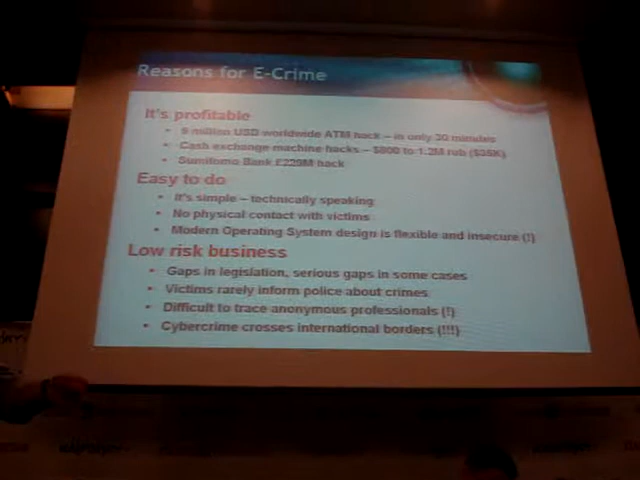 Reasons for E-Crime
It's profitable
• 9 million USD worldwide ATM hack – in only 30 minutes
• Cash exchange machine hacks – $800 to 1.2M rub ($35K)
• Sumitomo Bank £229M hack
Easy to do
• It's simple – technically speaking
• No physical contact with victims
• Modern Operating System design is flexible and insecure (!)
Low risk business
• Gaps in legislation, serious gaps in some cases
• Victims rarely inform police about crimes
• Difficult to trace anonymous professionals (!)
• Cybercrime crosses international borders (!!!)